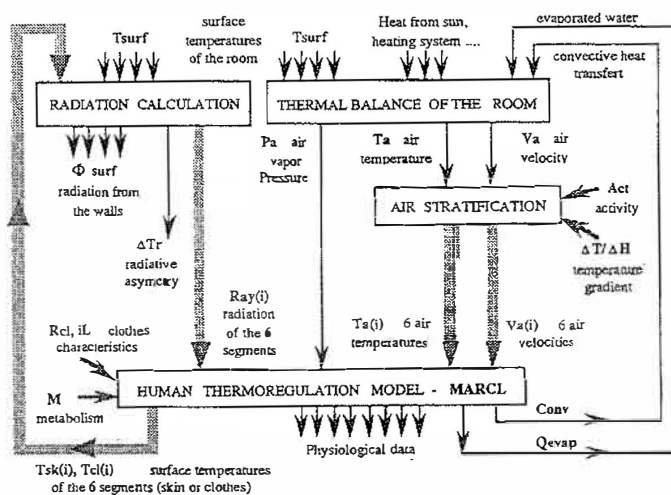 Tsurf
surface
temperatures
of the room
Tsurf
Heat from sun,
heating system ....,
evaporated water
convective heat
transfert
RADIATION CALCULATION
THERMAL BALANCE OF THE ROOM
Φ surf
radiation from
the walls
Pa air
vapor
Pressure
Ta air
temperature
Va air
velocity
AIR STRATIFICATION
Act
activity
ΔTr
radiative
asymetry
ΔT/ΔH
temperature
gradient
Ray(i)
radiation
of the 6
segments
Ta(i) 6 air
temperatures
Va(i) 6 air
velocities
Rcl, iL clothes
characteristics
M
metabolism
HUMAN THERMOREGULATION MODEL - MARCL
Conv
Qevap
Physiological data
Tsk(i), Tcl(i) surface temperatures
of the 6 segments (skin or clothes)